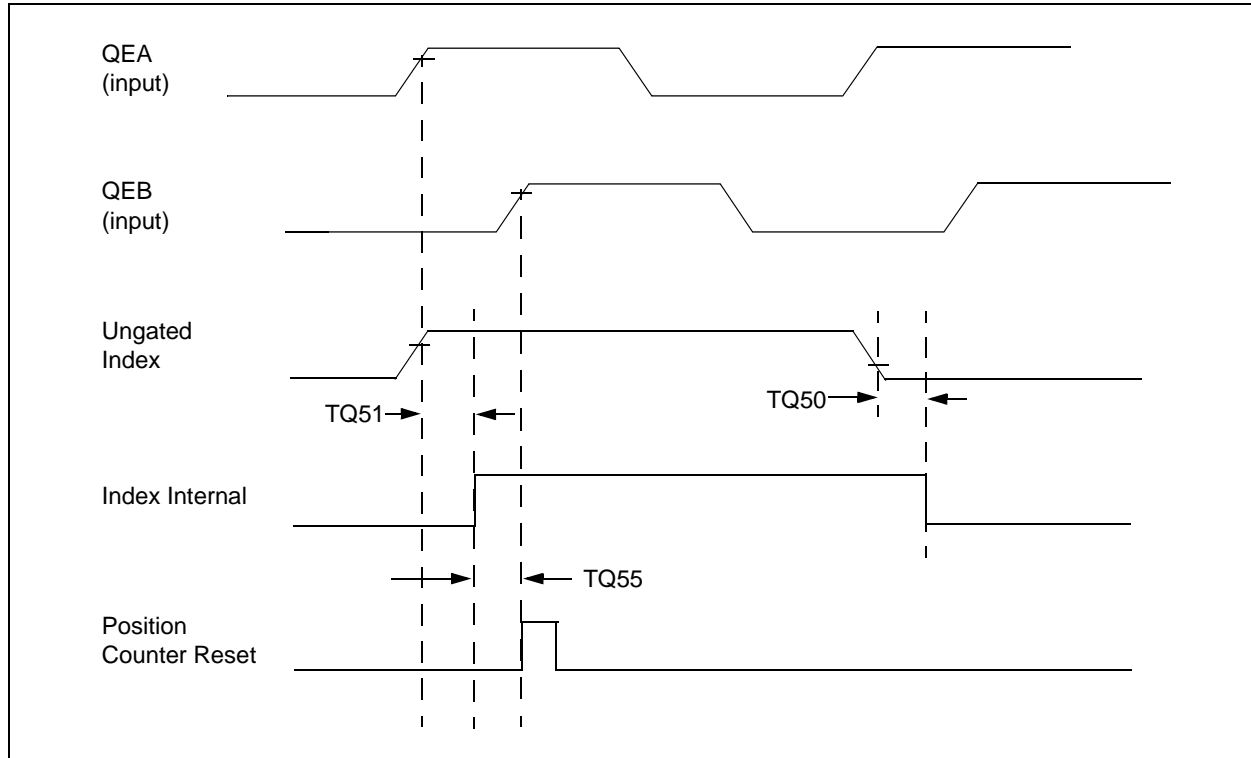 QEA
(input)
QEB
(input)
Ungated
Index
TQ51
TQ50
Index Internal
TQ55
Position
Counter Reset